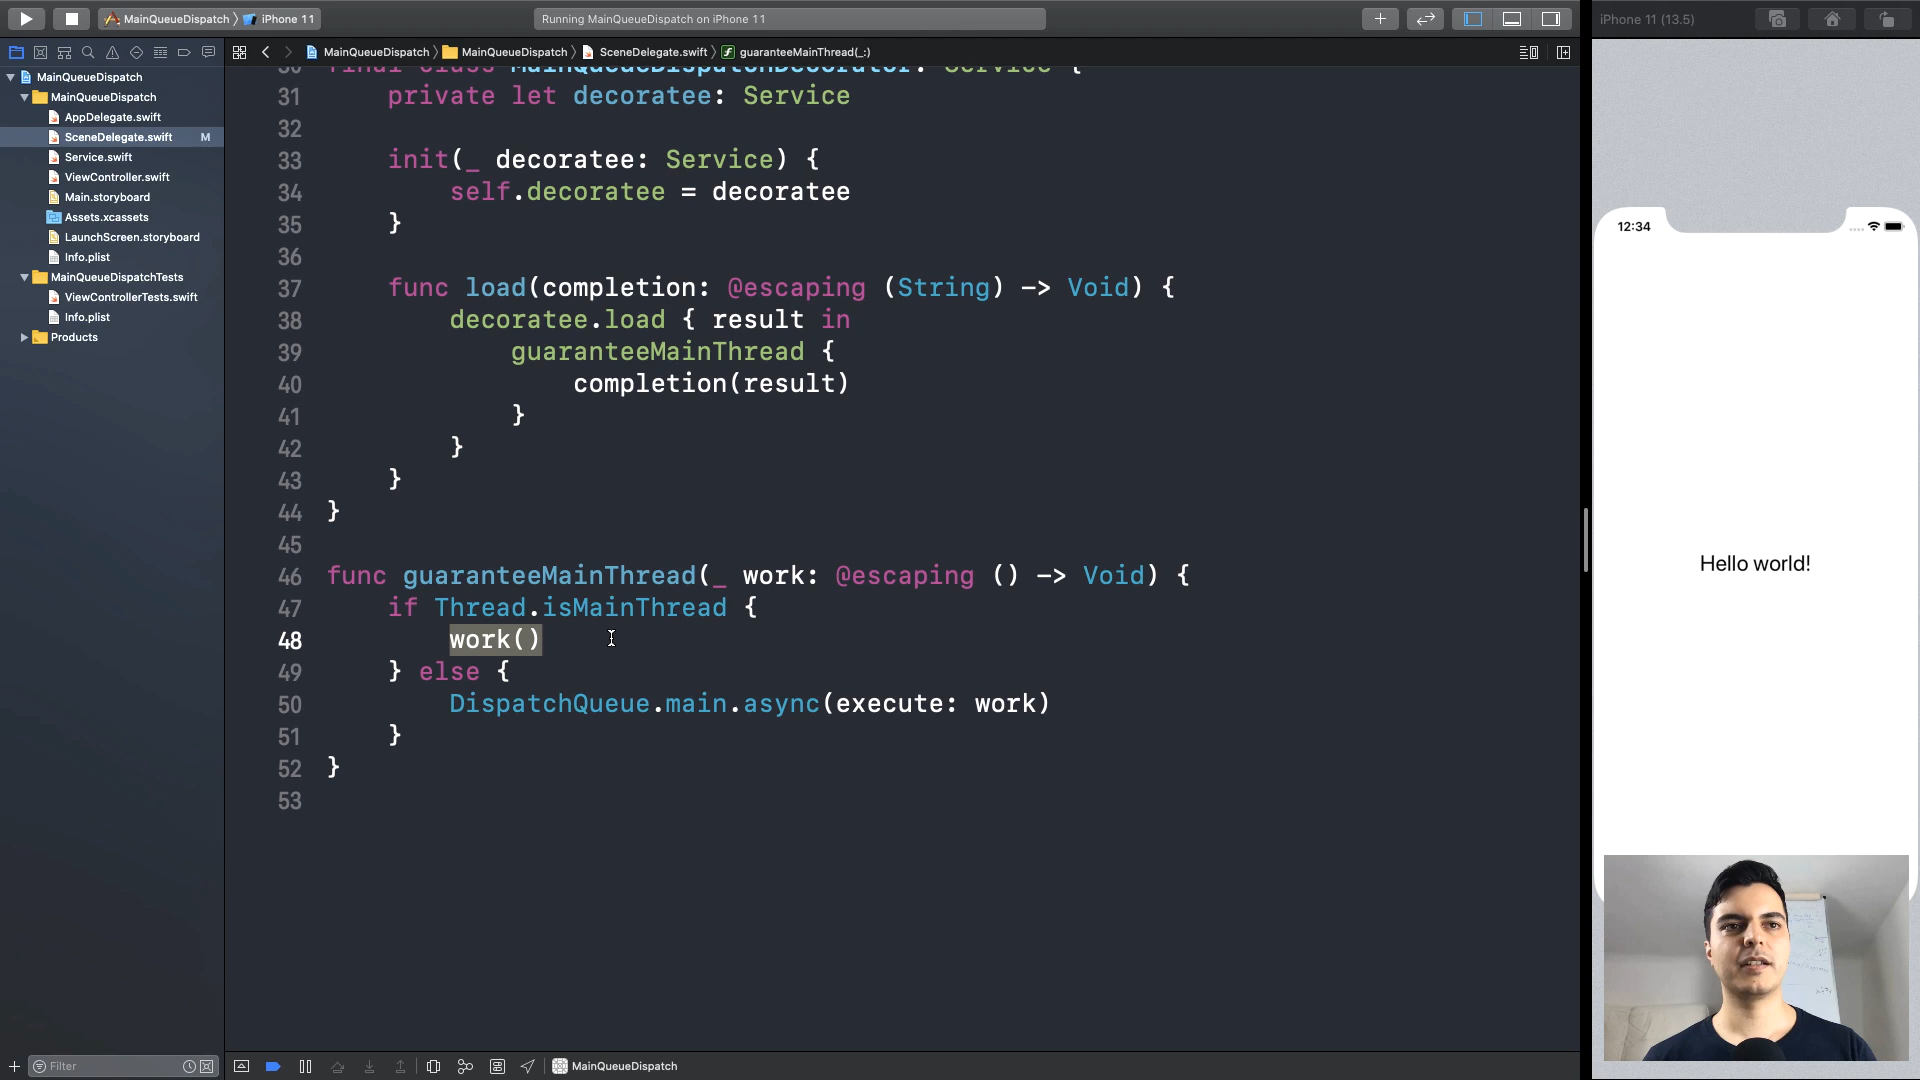 MainQueueDispatch
iPhone 11
Running MainQueueDispatch on iPhone 11
iPhone 11 (13.5)
MainQueueDispatch
MainQueueDispatch
SceneDelegate.swift
guaranteeMainThread(_:)
MainQueueDispatch
MainQueueDispatch
AppDelegate.swift
SceneDelegate.swift M
Service.swift
ViewController.swift
Main.storyboard
Assets.xcassets
LaunchScreen.storyboard
Info.plist
MainQueueDispatchTests
ViewControllerTests.swift
Info.plist
Products
30 final class MainQueueDispatchDecorator: Service {
31 private let decoratee: Service
32
33 init(_ decoratee: Service) {
34 self.decoratee = decoratee
35 }
36
37 func load(completion: @escaping (String) -> Void) {
38 decoratee.load { result in
39 guaranteeMainThread {
40 completion(result)
41 }
42 }
43 }
44 }
45
46 func guaranteeMainThread(_ work: @escaping () -> Void) {
47 if Thread.isMainThread {
48 work()
49 } else {
50 DispatchQueue.main.async(execute: work)
51 }
52 }
53
12:34
Hello world!
Filter
MainQueueDispatch